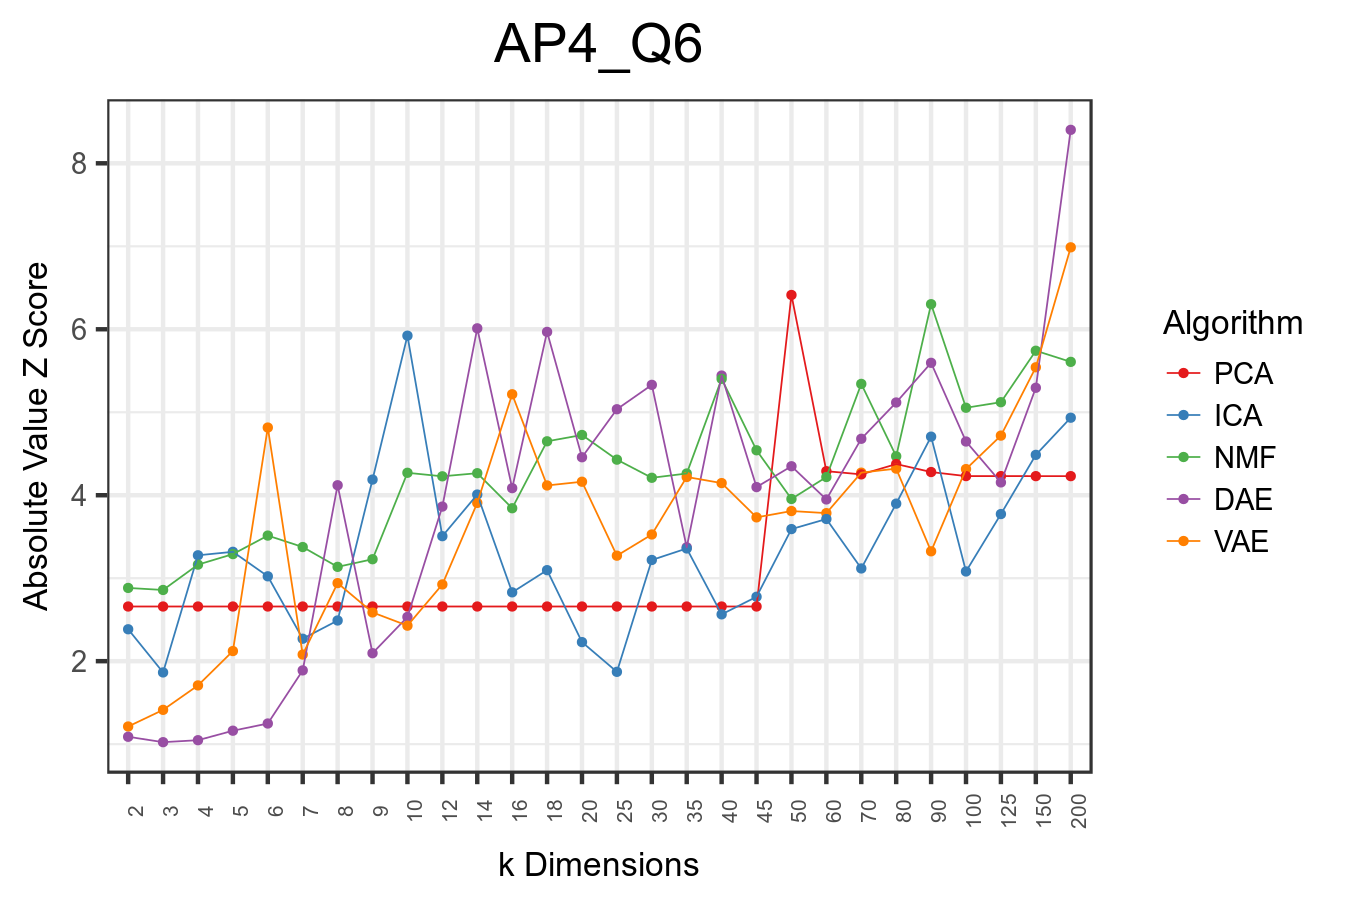 AP4_Q6
Absolute Value Z Score
8
6
4
2
2 3 4 5 6 7 8 9 10 12 14 16 18 20 25 30 35 40 45 50 60 70 80 90 100 125 150 200
k Dimensions
Algorithm
PCA
ICA
NMF
DAE
VAE